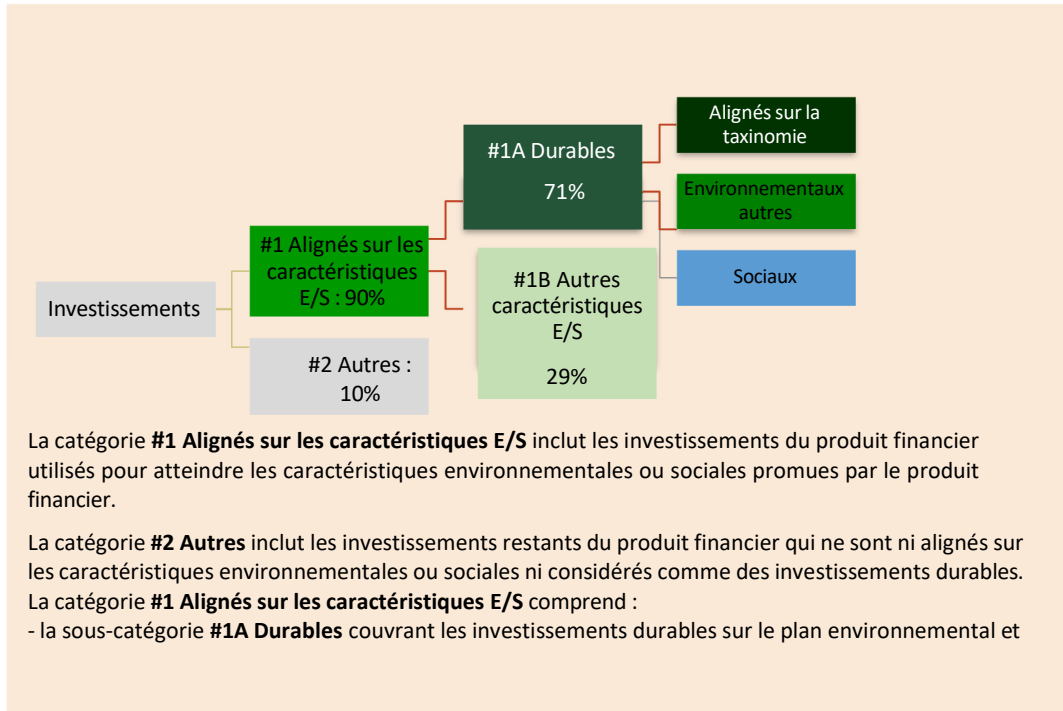 Investissements
#1 Alignés sur les
caractéristiques
E/S : 90%
#2 Autres :
10%
#1A Durables
71%
#1B Autres
caractéristiques
E/S
29%
Alignés sur la
taxinomie
Environnementaux
autres
Sociaux
La catégorie #1 Alignés sur les caractéristiques E/S inclut les investissements du produit financier
utilisés pour atteindre les caractéristiques environnementales ou sociales promues par le produit
financier.
La catégorie #2 Autres inclut les investissements restants du produit financier qui ne sont ni alignés sur
les caractéristiques environnementales ou sociales ni considérés comme des investissements durables.
La catégorie #1 Alignés sur les caractéristiques E/S comprend :
- la sous-catégorie #1A Durables couvrant les investissements durables sur le plan environnemental et